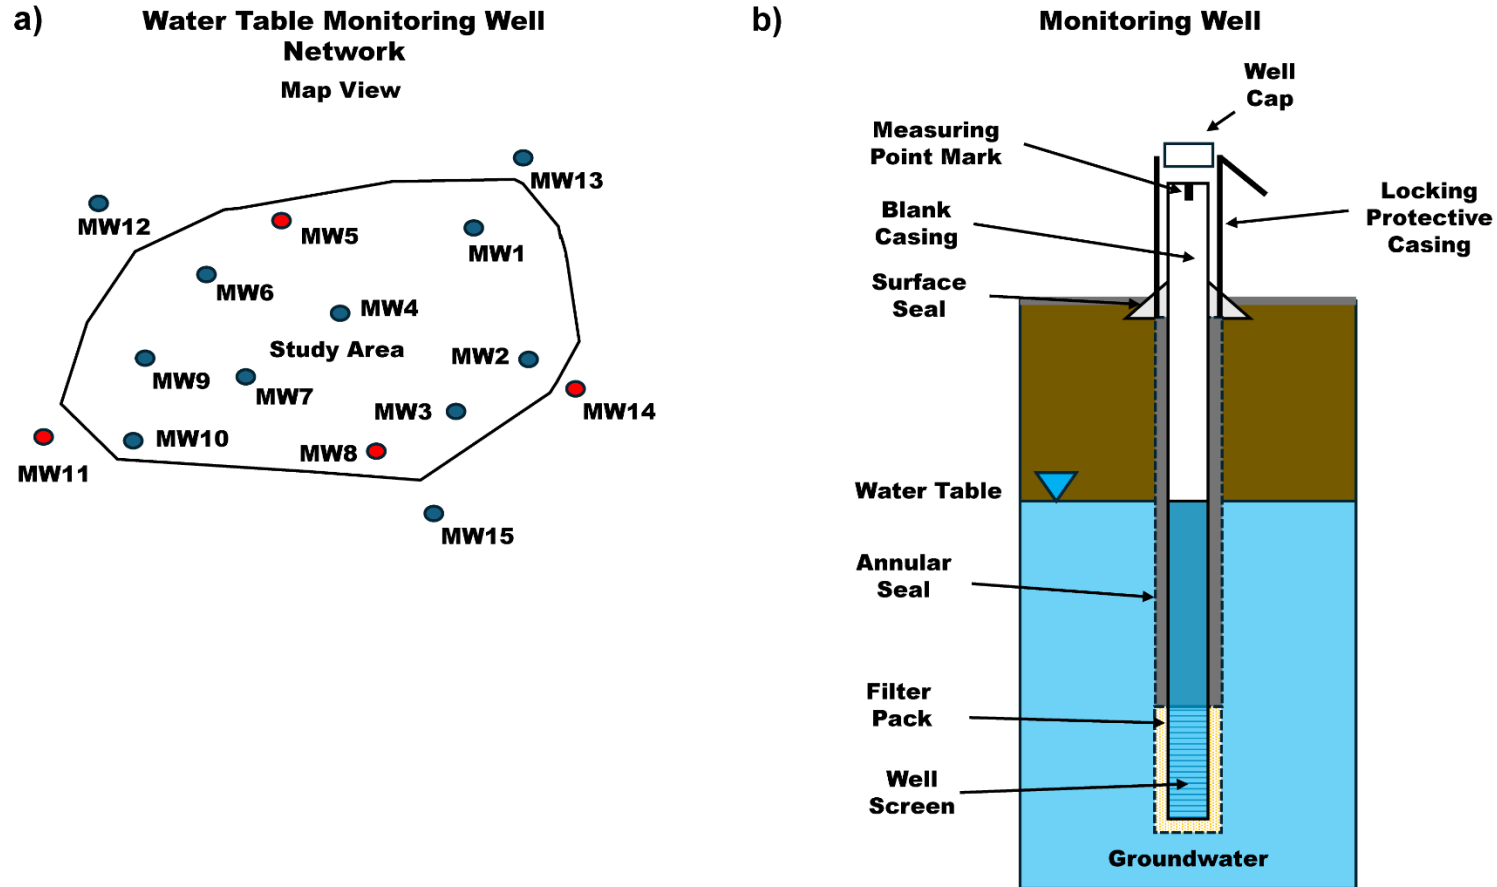 a)
Water Table Monitoring Well
Network
Map View
MW13
MW12
MW5
MW1
MW6
MW4
Study Area
MW2
MW9
MW7
MW3
MW14
MW10
MW8
MW11
MW15
b)
Monitoring Well
Well
Cap
Measuring
Point Mark
Locking
Protective
Casing
Blank
Casing
Surface
Seal
Water Table
Annular
Seal
Filter
Pack
Well
Screen
Groundwater